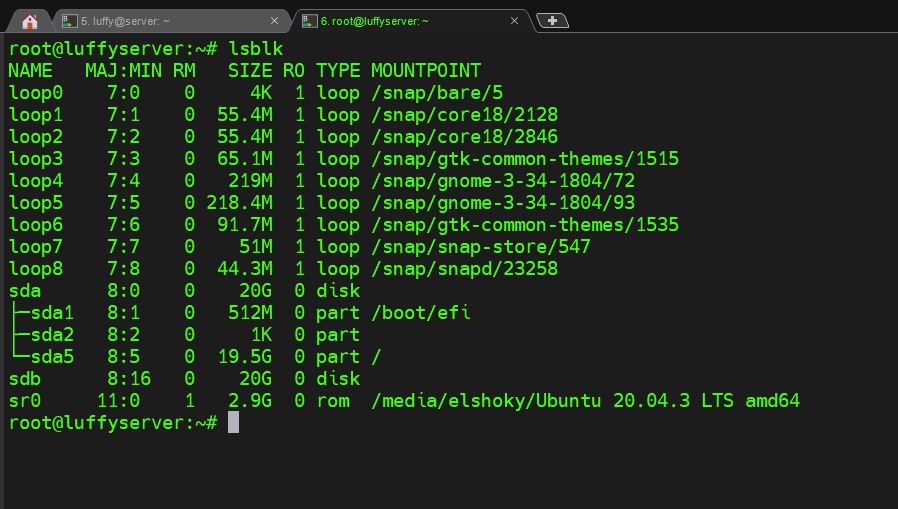 5. luffy@server: ~
6. root@luffyserver:~
root@luffyserver:~# lsblk
NAME   MAJ:MIN RM   SIZE RO TYPE MOUNTPOINT
loop0    7:0    0     4K  1 loop /snap/bare/5
loop1    7:1    0  55.4M  1 loop /snap/core18/2128
loop2    7:2    0  55.4M  1 loop /snap/core18/2846
loop3    7:3    0  65.1M  1 loop /snap/gtk-common-themes/1515
loop4    7:4    0   219M  1 loop /snap/gnome-3-34-1804/72
loop5    7:5    0 218.4M  1 loop /snap/gnome-3-34-1804/93
loop6    7:6    0  91.7M  1 loop /snap/gtk-common-themes/1535
loop7    7:7    0    51M  1 loop /snap/snap-store/547
loop8    7:8    0  44.3M  1 loop /snap/snapd/23258
sda      8:0    0    20G  0 disk
├─sda1   8:1    0   512M  0 part /boot/efi
├─sda2   8:2    0     1K  0 part
└─sda5   8:5    0  19.5G  0 part /
sdb      8:16   0    20G  0 disk
sr0     11:0    1   2.9G  0 rom  /media/elshoky/Ubuntu 20.04.3 LTS amd64
root@luffyserver:~#